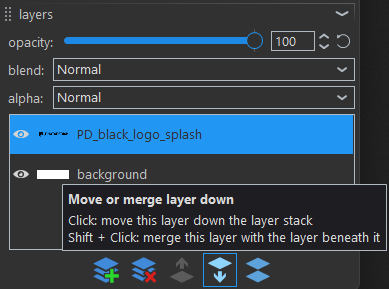 layers
opacity: 100
blend: Normal
alpha: Normal
PD_black_logo_splash
background
Move or merge layer down
Click: move this layer down the layer stack
Shift + Click: merge this layer with the layer beneath it